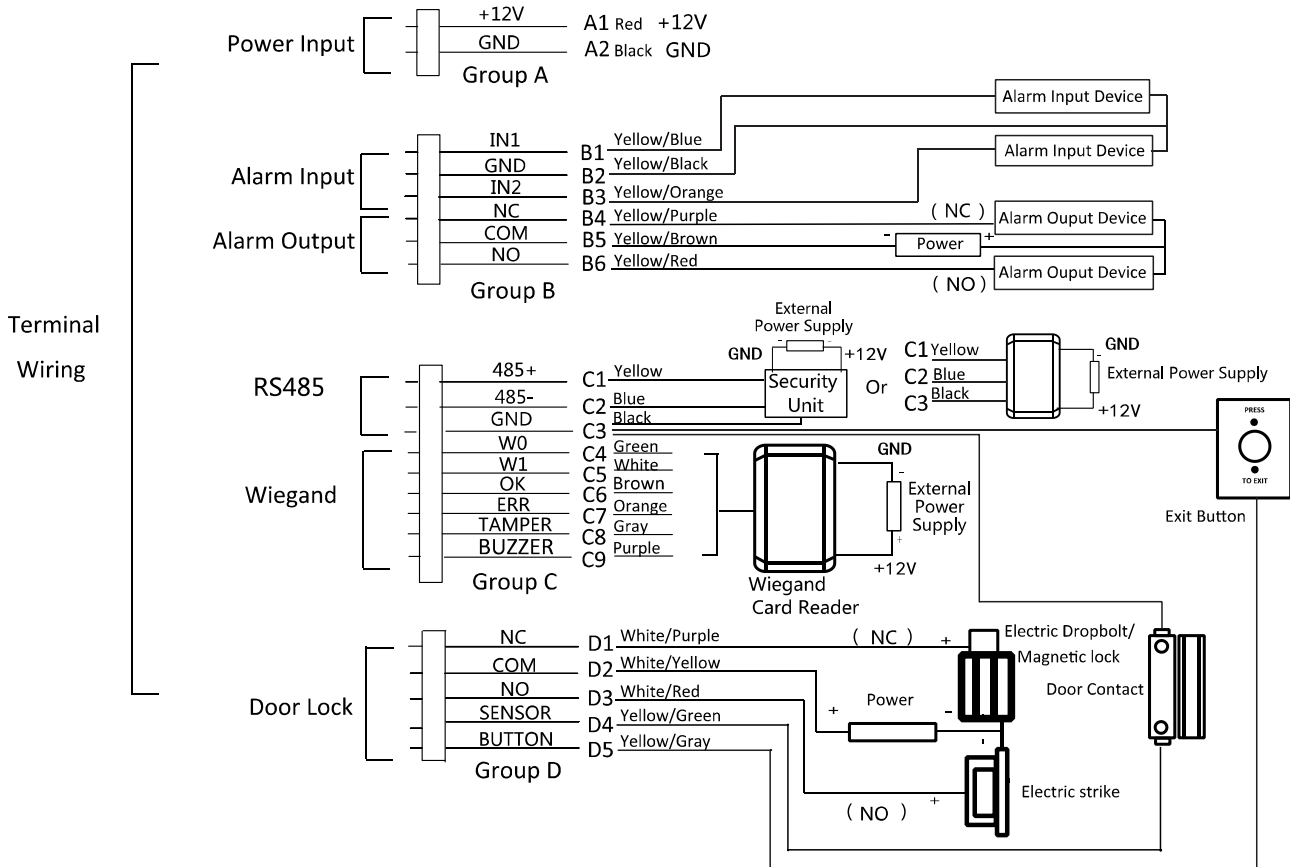 Terminal
Wiring
Power Input
+12V
GND
Group A
A1 Red +12V
A2 Black GND
Alarm Input
Alarm Output
IN1
GND
IN2
NC
COM
NO
Group B
B1 Yellow/Blue
B2 Yellow/Black
B3 Yellow/Orange
B4 Yellow/Purple
B5 Yellow/Brown
B6 Yellow/Red
Alarm Input Device
Alarm Input Device
( NC )
Alarm Ouput Device
- Power +
Alarm Ouput Device
( NO )
RS485
Wiegand
485+
485-
GND
W0
W1
OK
ERR
TAMPER
BUZZER
Group C
C1 Yellow
C2 Blue
C3 Black
C4 Green
C5 White
C6 Brown
C7 Orange
C8 Gray
C9 Purple
External
Power Supply
- -
GND
+12V
Security
Unit
Or
C1 Yellow
C2 Blue
C3 Black
GND
-
External Power Supply
+12V
GND
-
External
Power
Supply
+
+12V
Wiegand
Card Reader
PRESS
TO EXIT
Exit Button
Door Lock
NC
COM
NO
SENSOR
BUTTON
Group D
D1 White/Purple
D2 White/Yellow
D3 White/Red
D4 Yellow/Green
D5 Yellow/Gray
( NC ) +
Electric Dropbolt/
Magnetic lock
-
+ Power
-
( NO ) +
Electric strike
Door Contact